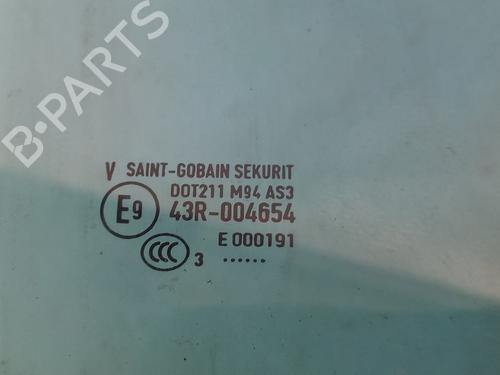 B-PARTS
V SAINT-GOBAIN SEKURIT
DOT211 M94 AS3
E9 43R-004654
E 000191
CCC 3 ......